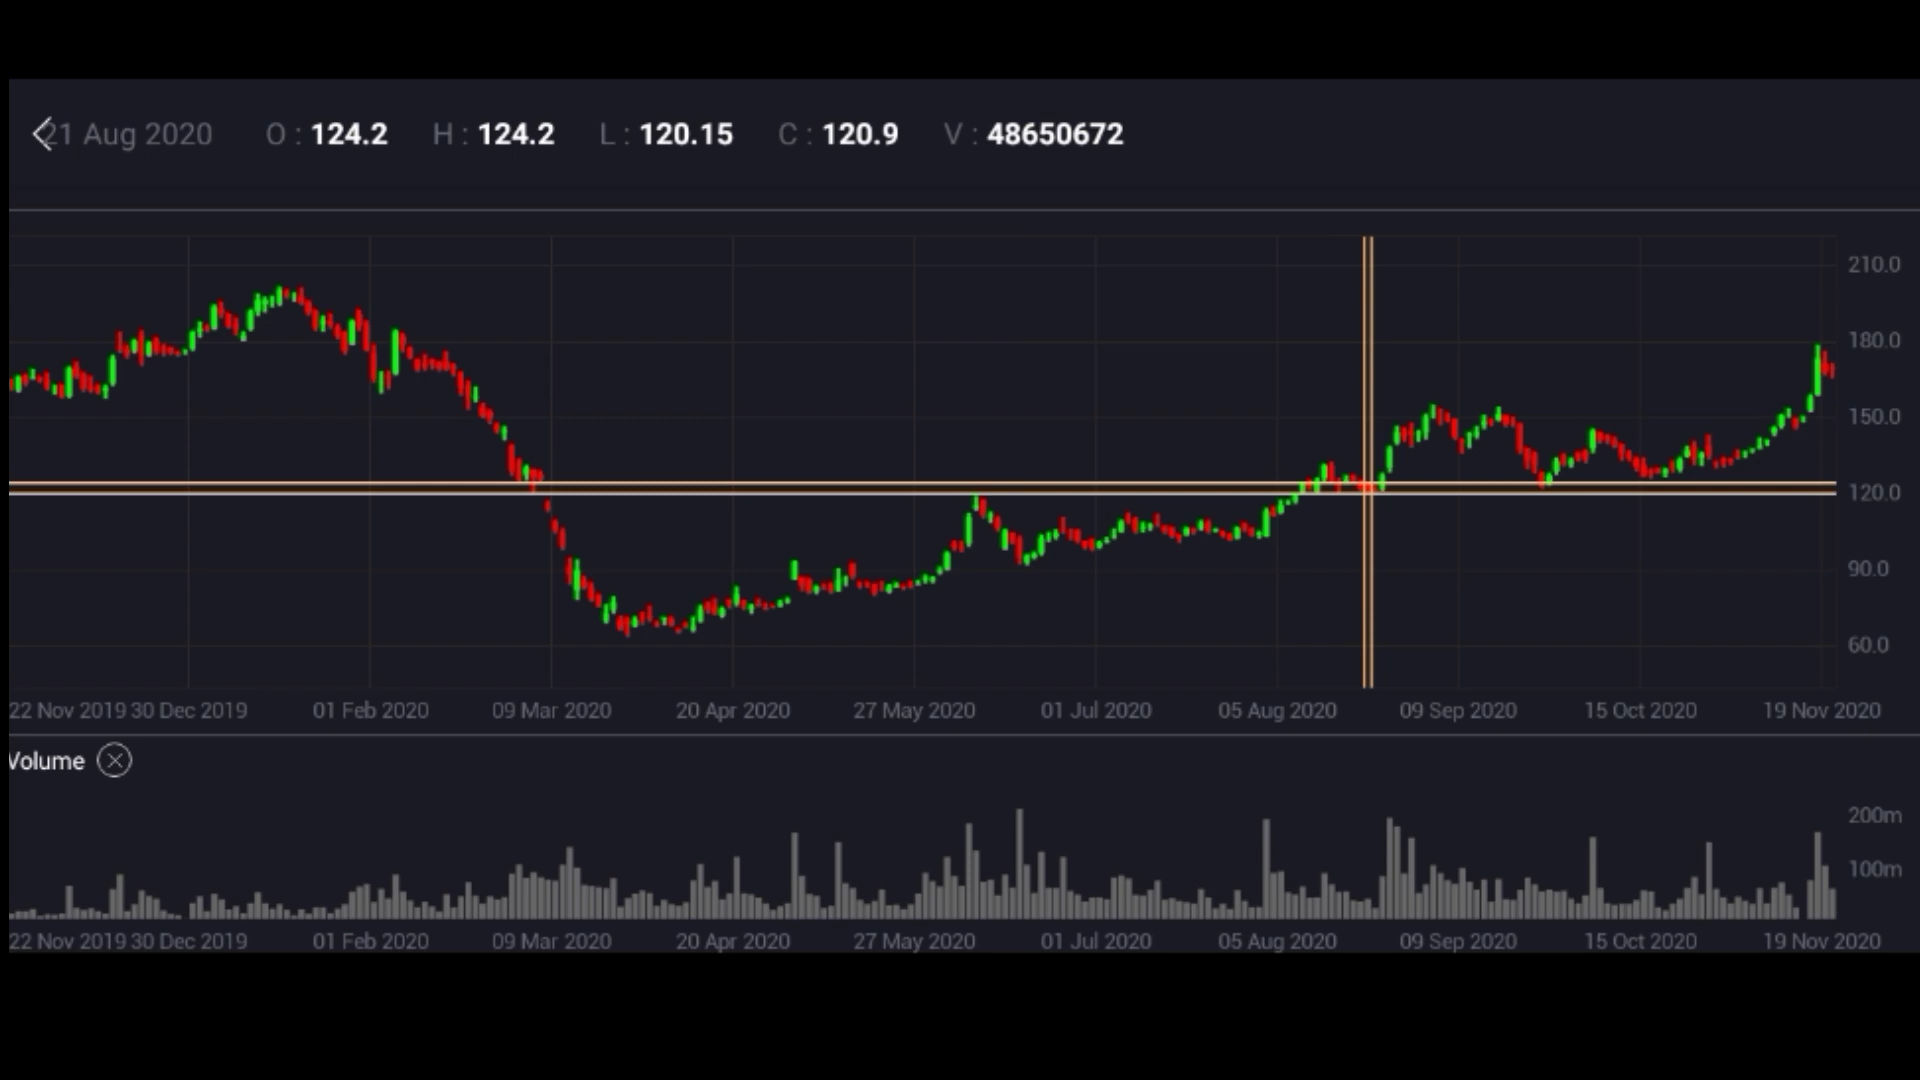 21 Aug 2020 O : 124.2 H : 124.2 L : 120.15 C : 120.9 V : 48650672
210.0
180.0
150.0
120.0
90.0
60.0
22 Nov 2019 30 Dec 2019 01 Feb 2020 09 Mar 2020 20 Apr 2020 27 May 2020 01 Jul 2020 05 Aug 2020 09 Sep 2020 15 Oct 2020 19 Nov 2020
Volume
200m
100m
22 Nov 2019 30 Dec 2019 01 Feb 2020 09 Mar 2020 20 Apr 2020 27 May 2020 01 Jul 2020 05 Aug 2020 09 Sep 2020 15 Oct 2020 19 Nov 2020